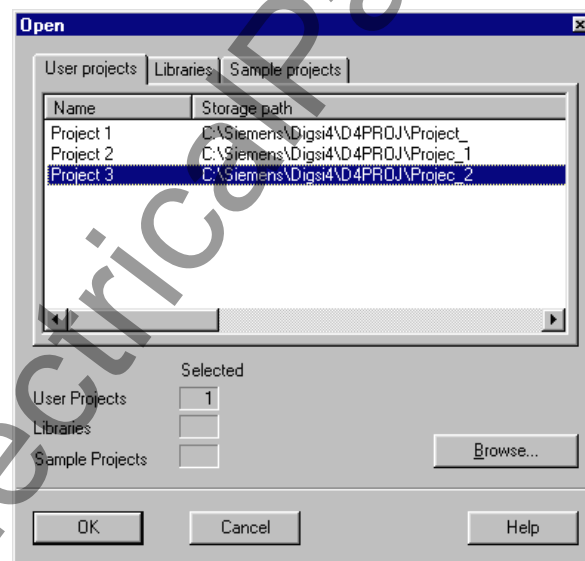 Open
User projects Libraries Sample projects
Name Storage path
Project 1 C:\Siemens\Digsi4\D4PROJ\Project_
Project 2 C:\Siemens\Digsi4\D4PROJ\Projec_1
Project 3 C:\Siemens\Digsi4\D4PROJ\Projec_2
Selected
User Projects 1
Libraries
Sample Projects
Browse...
OK Cancel Help